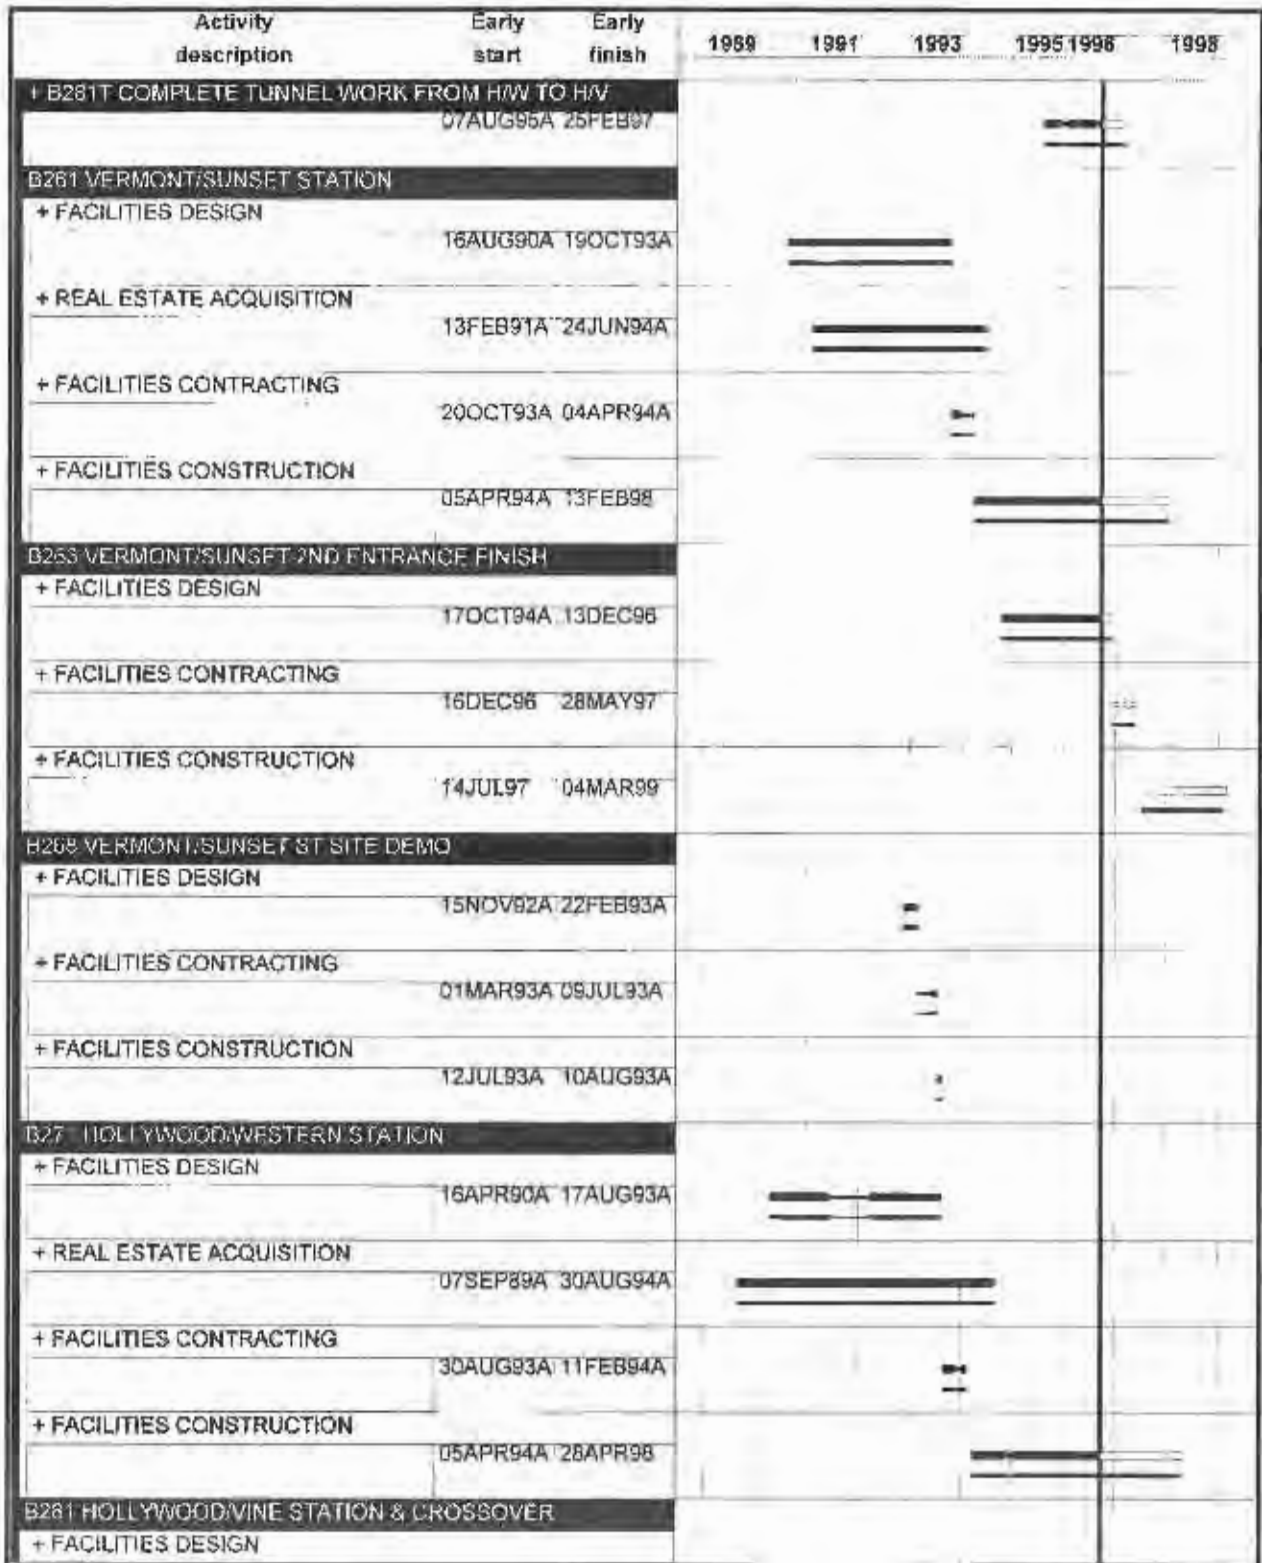 Activity Early Early
description start finish
1989 1991 1993 1995 1996 1998
+ B281T COMPLETE TUNNEL WORK FROM H/W TO H/V
07AUG95A 25FEB97
B261 VERMONT/SUNSET STATION
+ FACILITIES DESIGN
16AUG90A 19OCT93A
+ REAL ESTATE ACQUISITION
13FEB91A 24JUN94A
+ FACILITIES CONTRACTING
20OCT93A 04APR94A
+ FACILITIES CONSTRUCTION
05APR94A 13FEB98
B263 VERMONT/SUNSET 2ND ENTRANCE FINISH
+ FACILITIES DESIGN
17OCT94A 13DEC96
+ FACILITIES CONTRACTING
16DEC96 28MAY97
+ FACILITIES CONSTRUCTION
14JUL97 04MAR99
B268 VERMONT/SUNSET ST SITE DEMO
+ FACILITIES DESIGN
15NOV92A 22FEB93A
+ FACILITIES CONTRACTING
01MAR93A 09JUL93A
+ FACILITIES CONSTRUCTION
12JUL93A 10AUG93A
HOLLYWOOD/WESTERN STATION
+ FACILITIES DESIGN
16APR90A 17AUG93A
+ REAL ESTATE ACQUISITION
07SEP89A 30AUG94A
+ FACILITIES CONTRACTING
30AUG93A 11FEB94A
+ FACILITIES CONSTRUCTION
05APR94A 28APR98
B281 HOLLYWOOD/VINE STATION & CROSSOVER
+ FACILITIES DESIGN